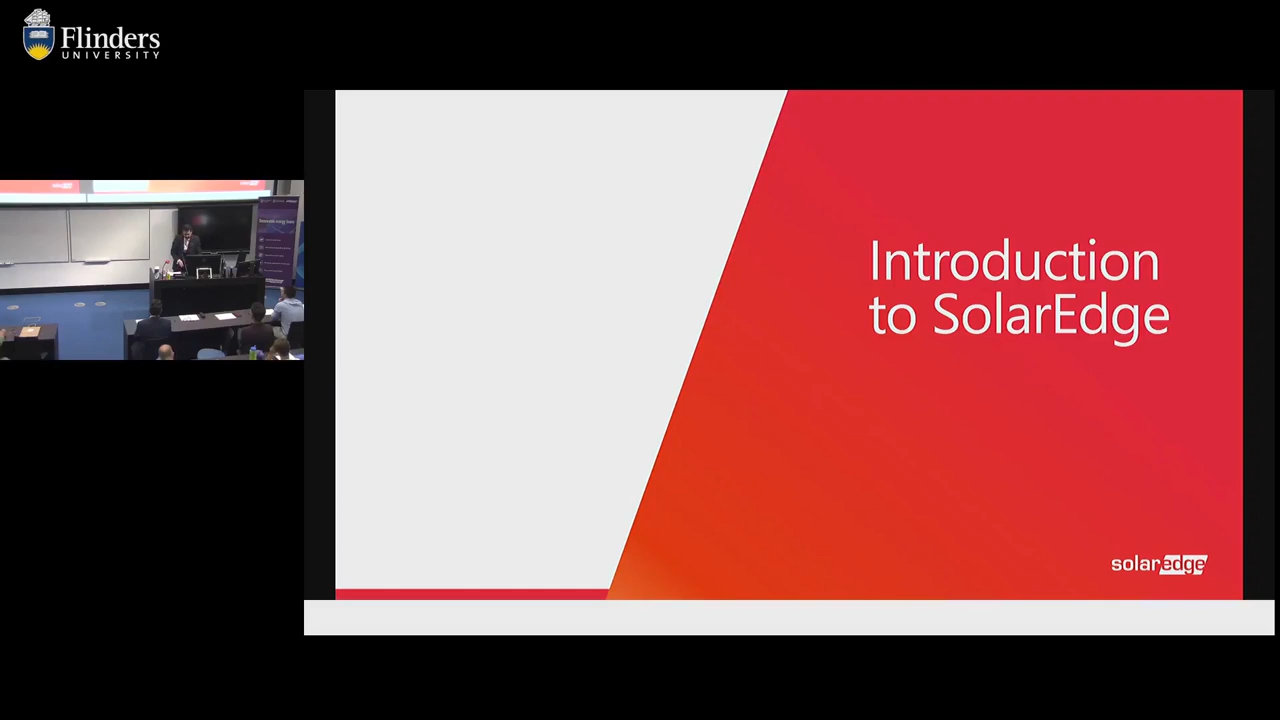 Flinders
UNIVERSITY
Introduction
to SolarEdge
solaredge